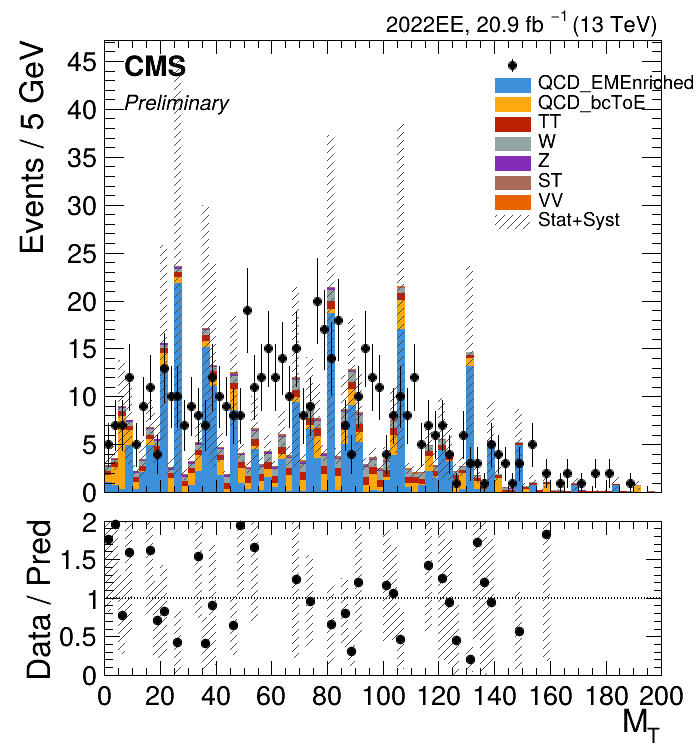 2022EE, 20.9 fb⁻¹ (13 TeV)
CMS
Preliminary
QCD_EMEnriched
QCD_bcToE
TT
W
Z
ST
VV
Stat+Syst
Events / 5 GeV
45
40
35
30
25
20
15
10
5
0
Data / Pred
2
1.5
1
0.5
0
0 20 40 60 80 100 120 140 160 180 200
M_T